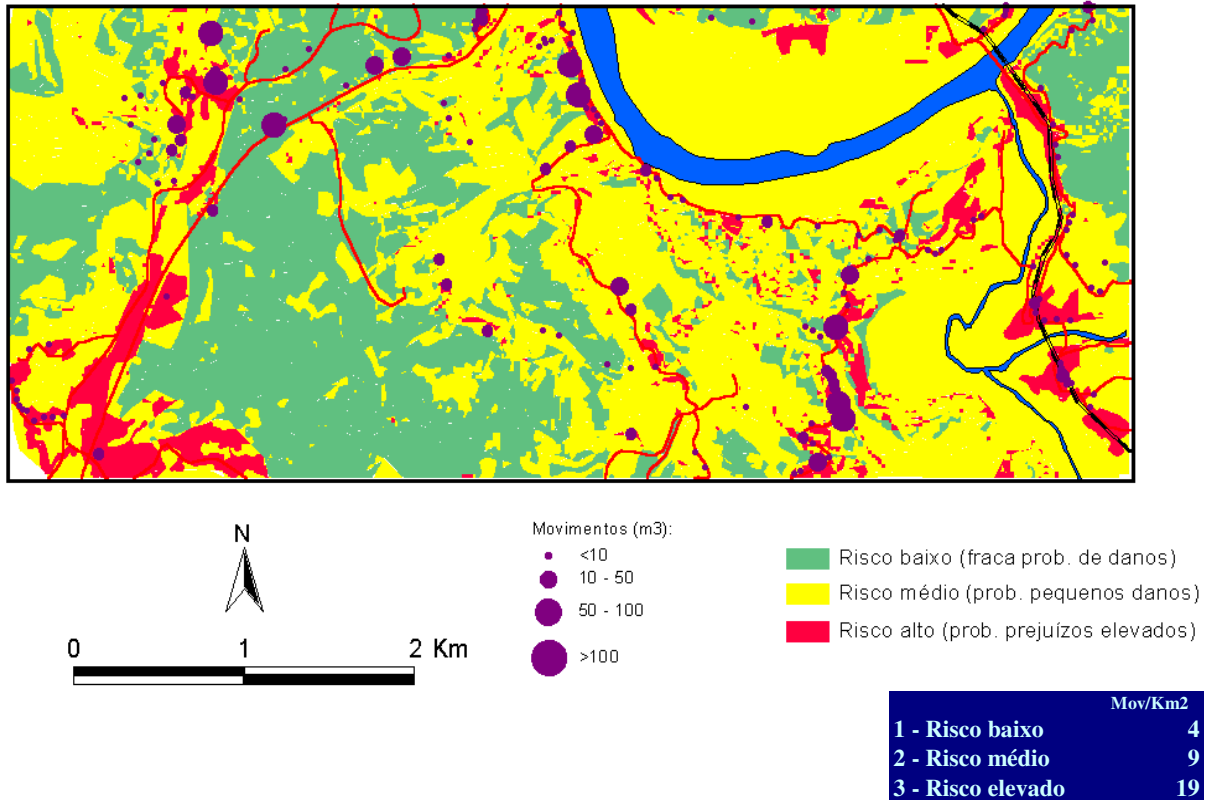 N
0 1 2 Km
Movimentos (m3):
<10
10 - 50
50 - 100
>100
Risco baixo (fraca prob. de danos)
Risco médio (prob. pequenos danos)
Risco alto (prob. prejuízos elevados)
Mov/Km2
1 - Risco baixo 4
2 - Risco médio 9
3 - Risco elevado 19